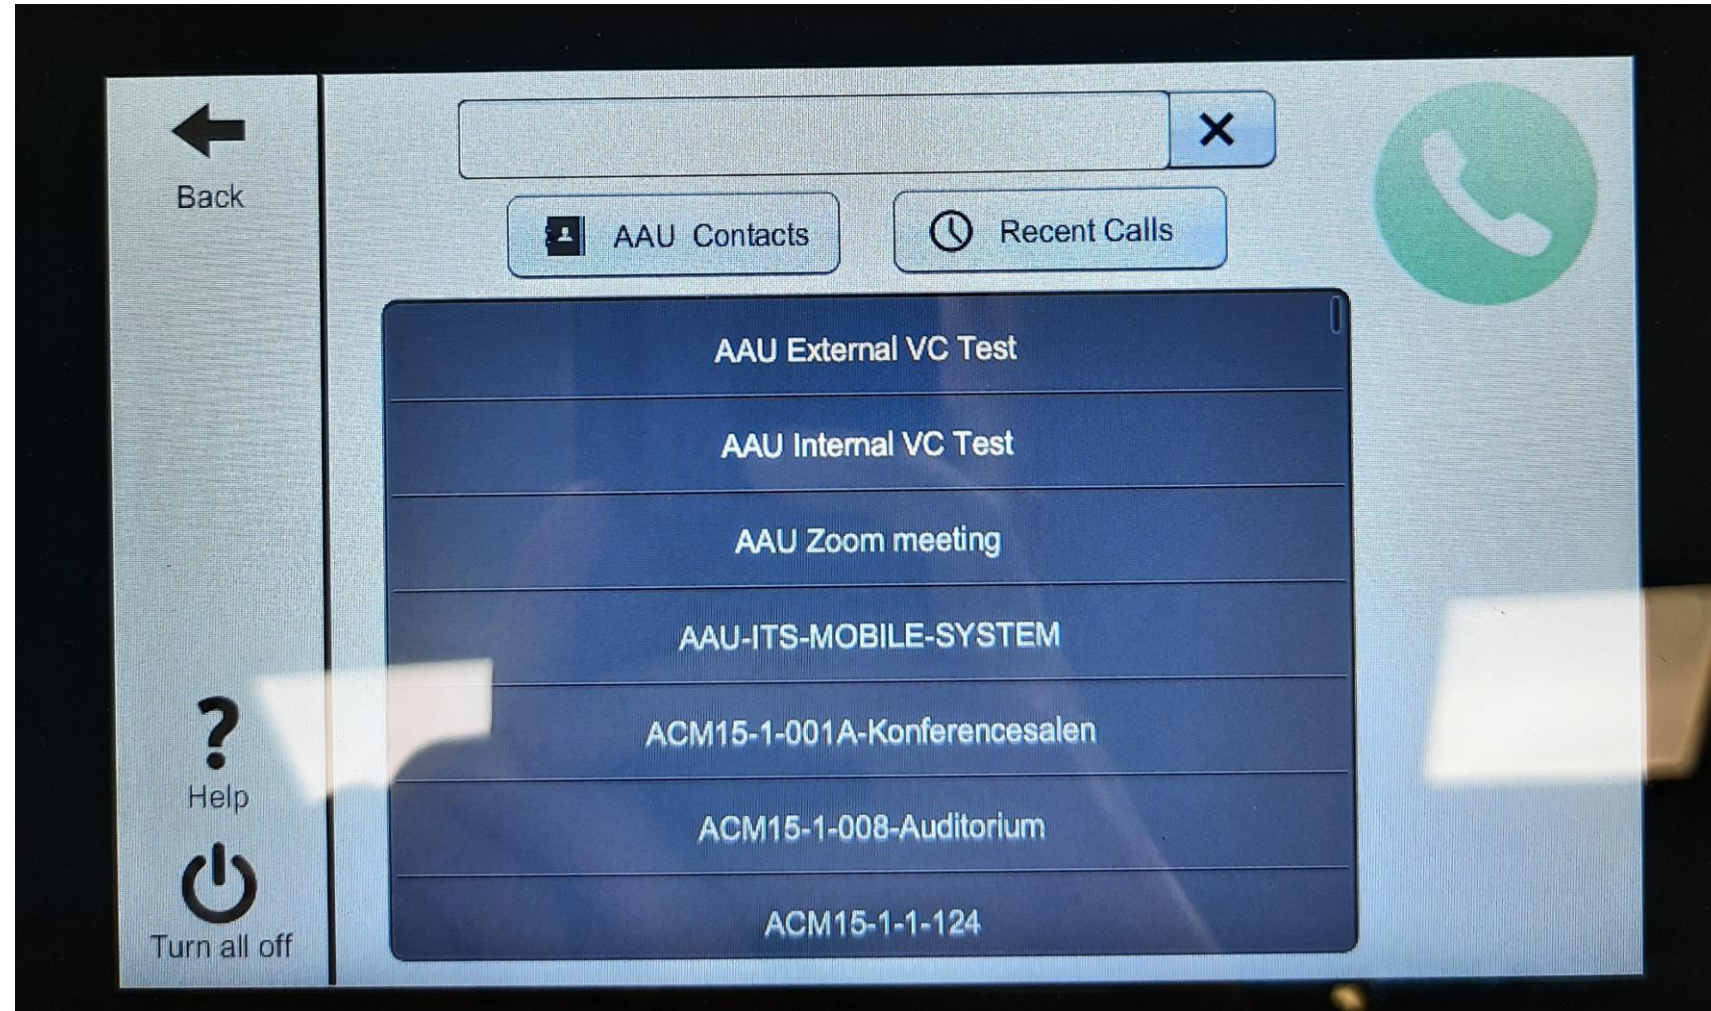 Back
AAU Contacts
Recent Calls
AAU External VC Test
AAU Internal VC Test
AAU Zoom meeting
AAU-ITS-MOBILE-SYSTEM
ACM15-1-001A-Konferencesalen
ACM15-1-008-Auditorium
ACM15-1-1-124
?
Help
Turn all off